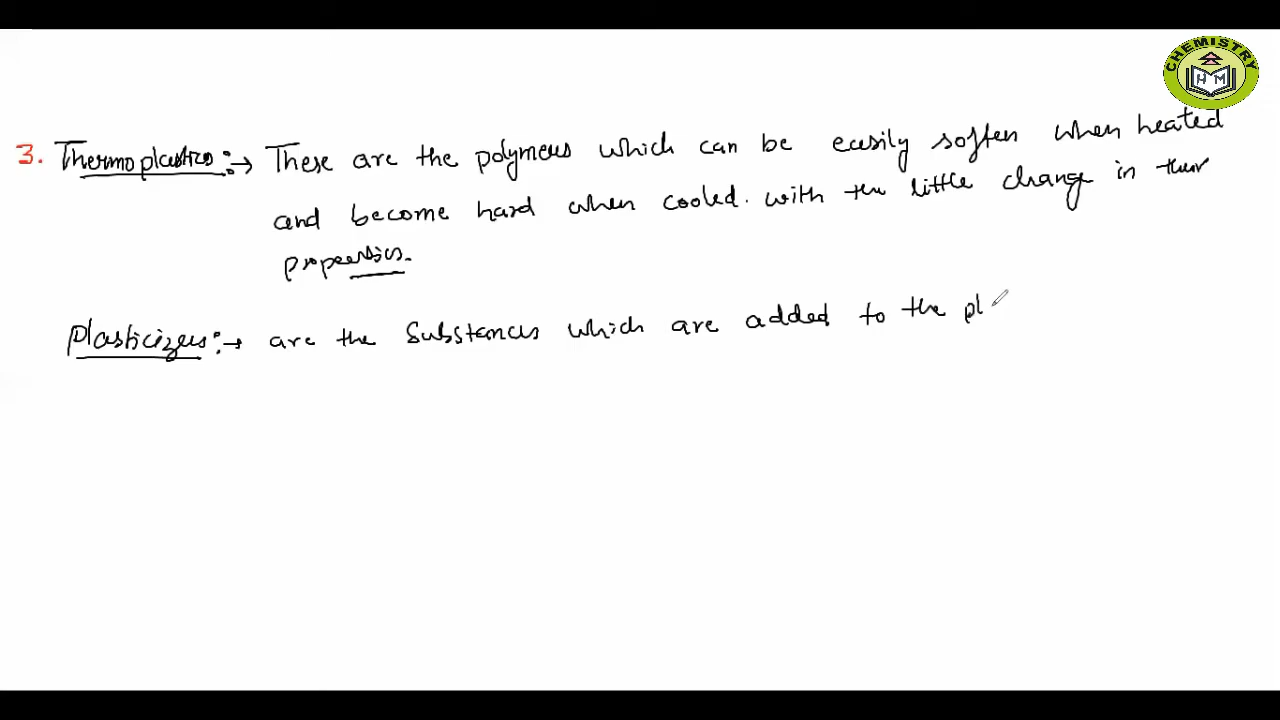 CHEMISTRY
H M
3. Thermoplastics :→ These are the polymers which can be easily soften when heated
and become hard when cooled. with the little change in their
properties.
Plasticizers :→ are the Substances which are added to the pl